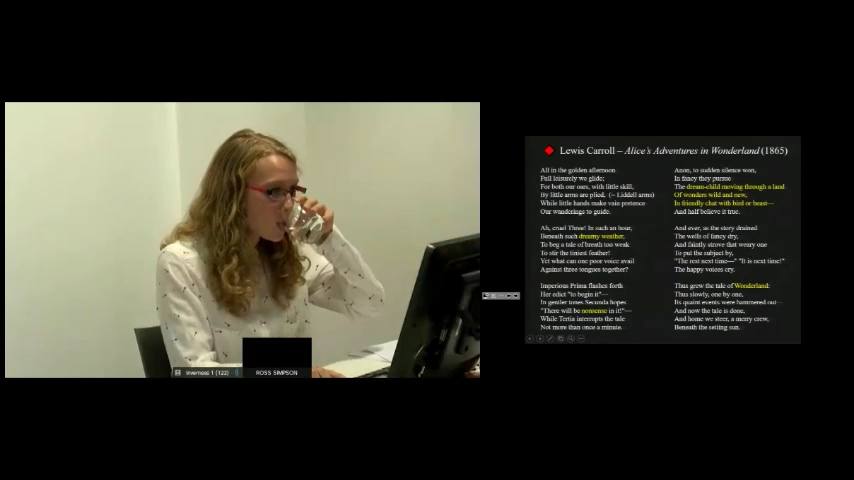 Lewis Carroll – Alice's Adventures in Wonderland (1865)
All in the golden afternoon
Full leisurely we glide;
For both our oars, with little skill,
By little arms are plied, (~ Liddell arms)
While little hands make vain pretence
Our wanderings to guide.
Ah, cruel Three! In such an hour,
Beneath such dreamy weather,
To beg a tale of breath too weak
To stir the tiniest feather!
Yet what can one poor voice avail
Against three tongues together?
Imperious Prima flashes forth
Her edict "to begin it"—
In gentler tones Secunda hopes
"There will be nonsense in it!"—
While Tertia interrupts the tale
Not more than once a minute.
Anon, to sudden silence won,
In fancy they pursue
The dream-child moving through a land
Of wonders wild and new,
In friendly chat with bird or beast—
And half believe it true.
And ever, as the story drained
The wells of fancy dry,
And faintly strove that weary one
To put the subject by,
"The rest next time—" "It is next time!"
The happy voices cry.
Thus grew the tale of Wonderland:
Thus slowly, one by one,
Its quaint events were hammered out—
And now the tale is done,
And home we steer, a merry crew,
Beneath the setting sun.
Inverness 1 (122)
ROSS SIMPSON